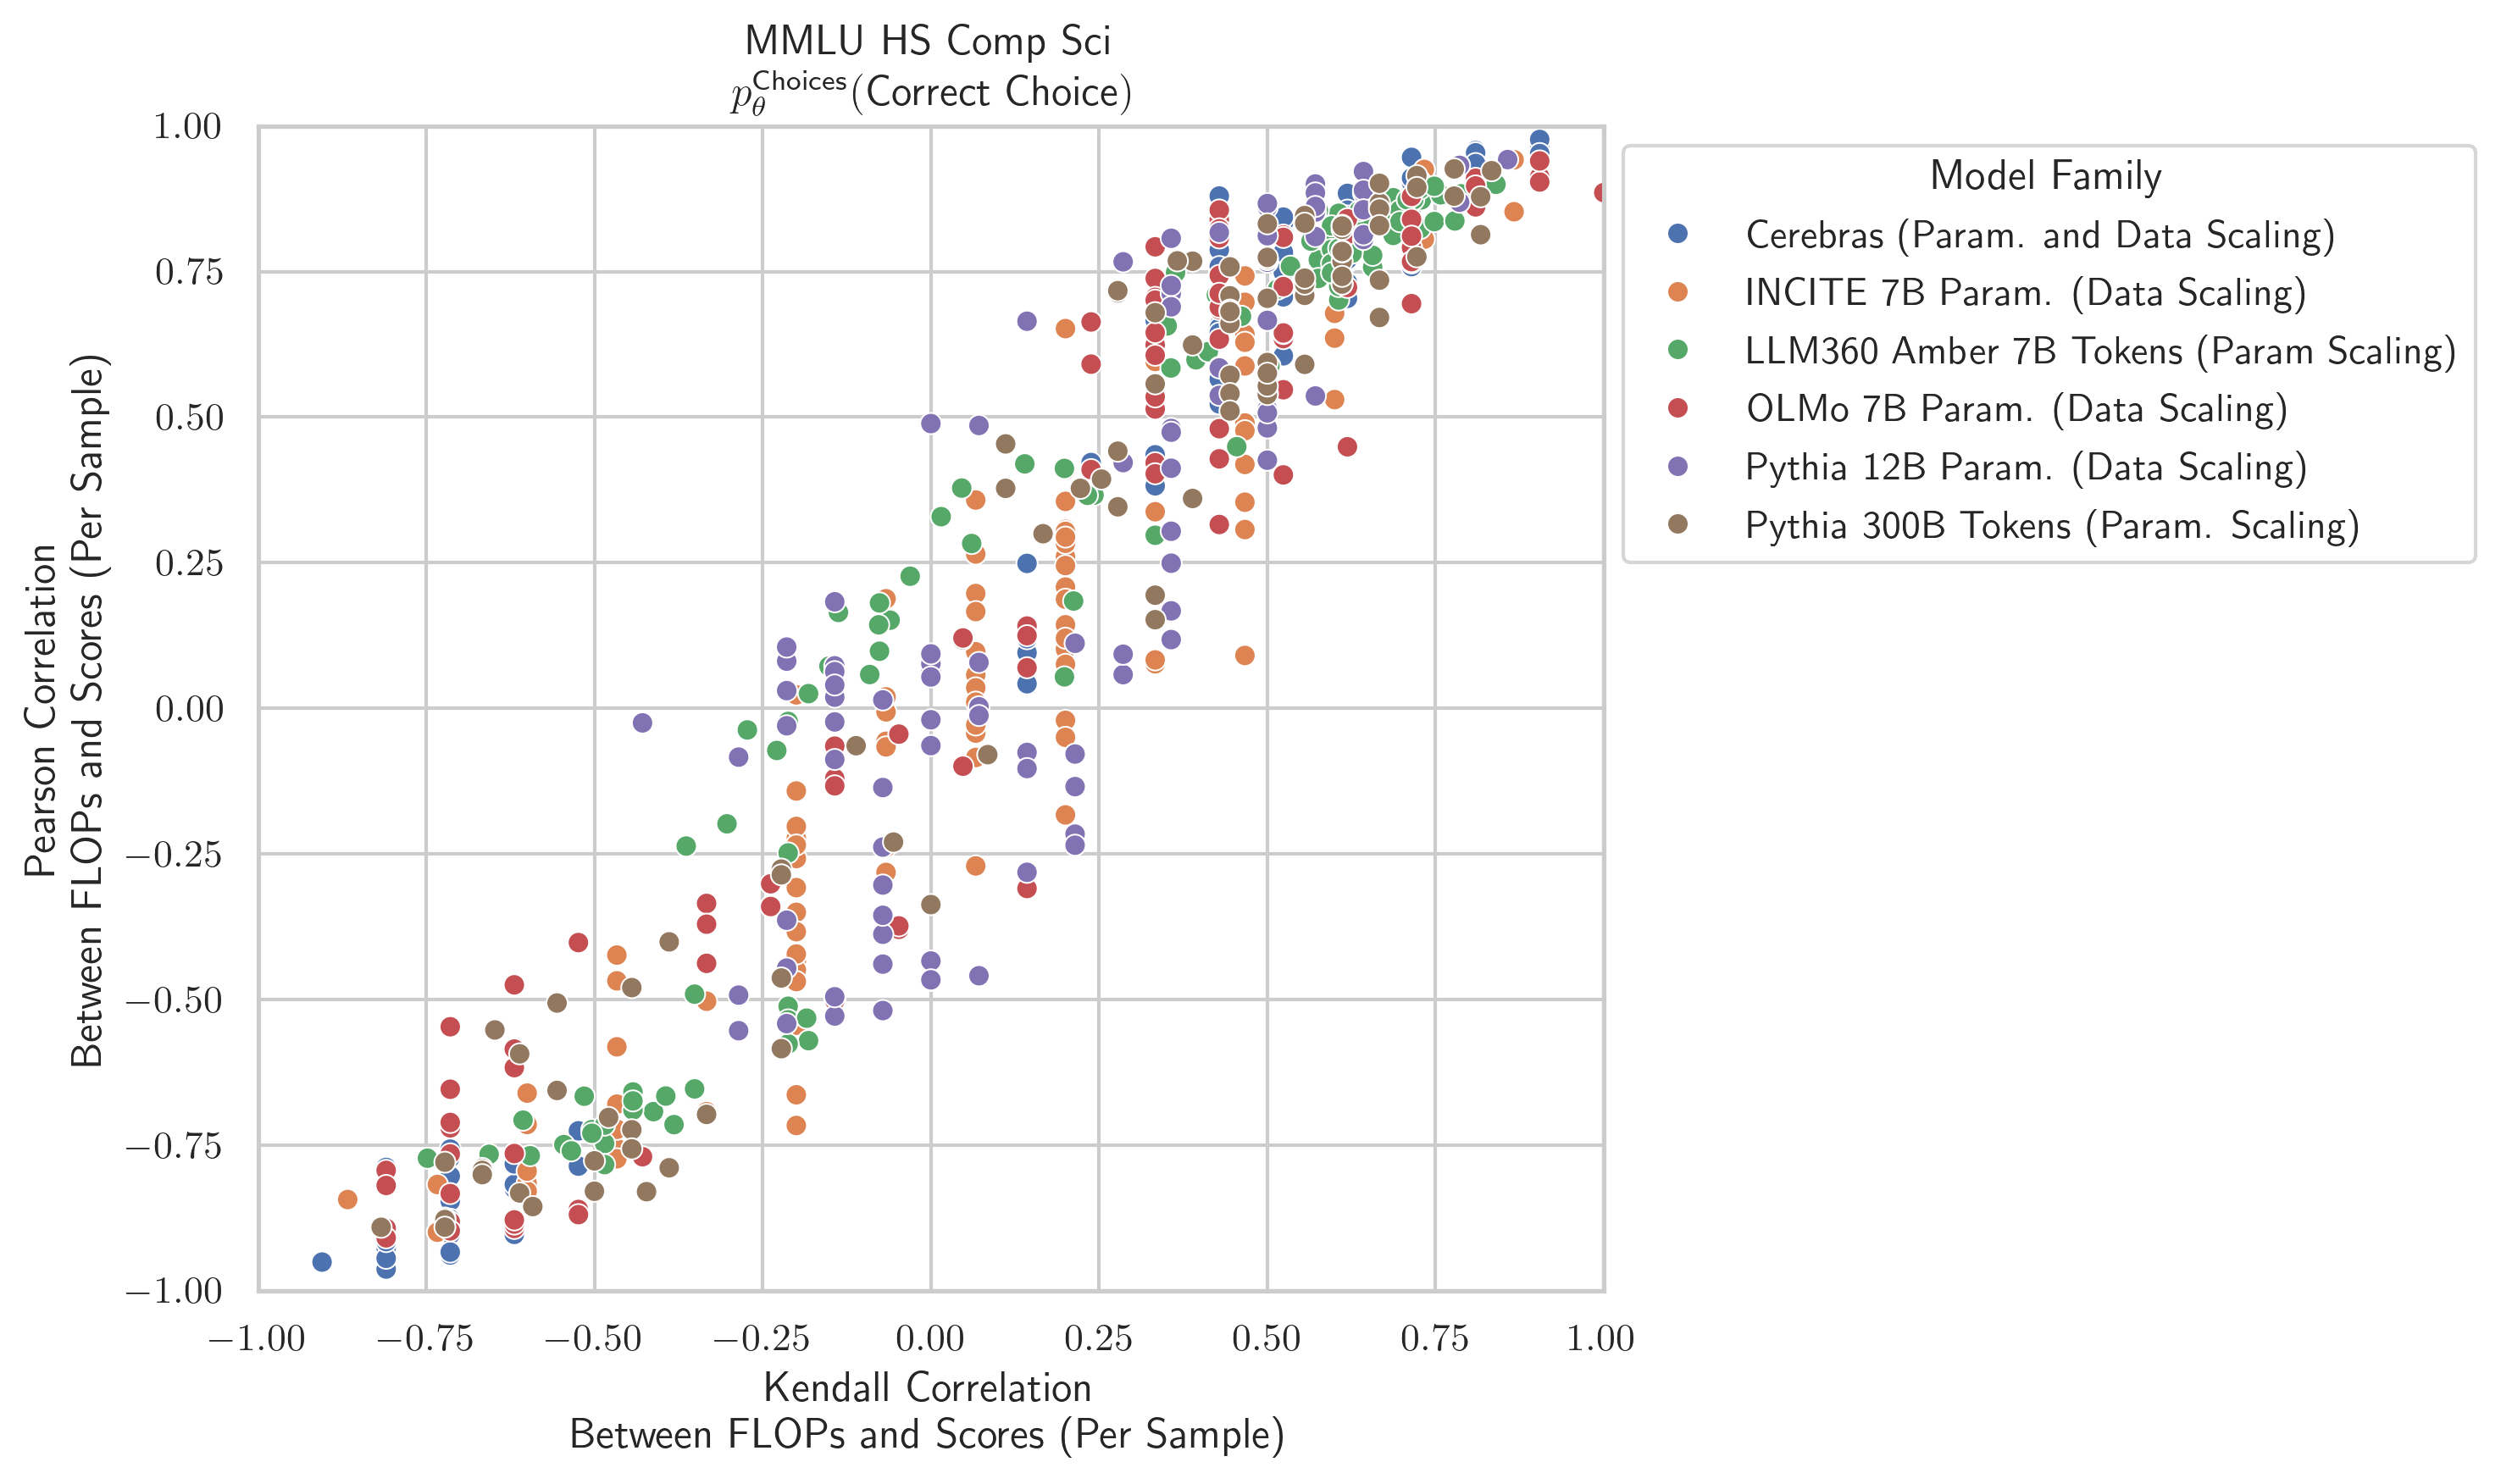 MMLU HS Comp Sci
p_θ^Choices(Correct Choice)
1.00
0.75
0.50
0.25
0.00
−0.25
−0.50
−0.75
−1.00
Pearson Correlation
Between FLOPs and Scores (Per Sample)
−1.00
−0.75
−0.50
−0.25
0.00
0.25
0.50
0.75
1.00
Kendall Correlation
Between FLOPs and Scores (Per Sample)
Model Family
Cerebras (Param. and Data Scaling)
INCITE 7B Param. (Data Scaling)
LLM360 Amber 7B Tokens (Param Scaling)
OLMo 7B Param. (Data Scaling)
Pythia 12B Param. (Data Scaling)
Pythia 300B Tokens (Param. Scaling)